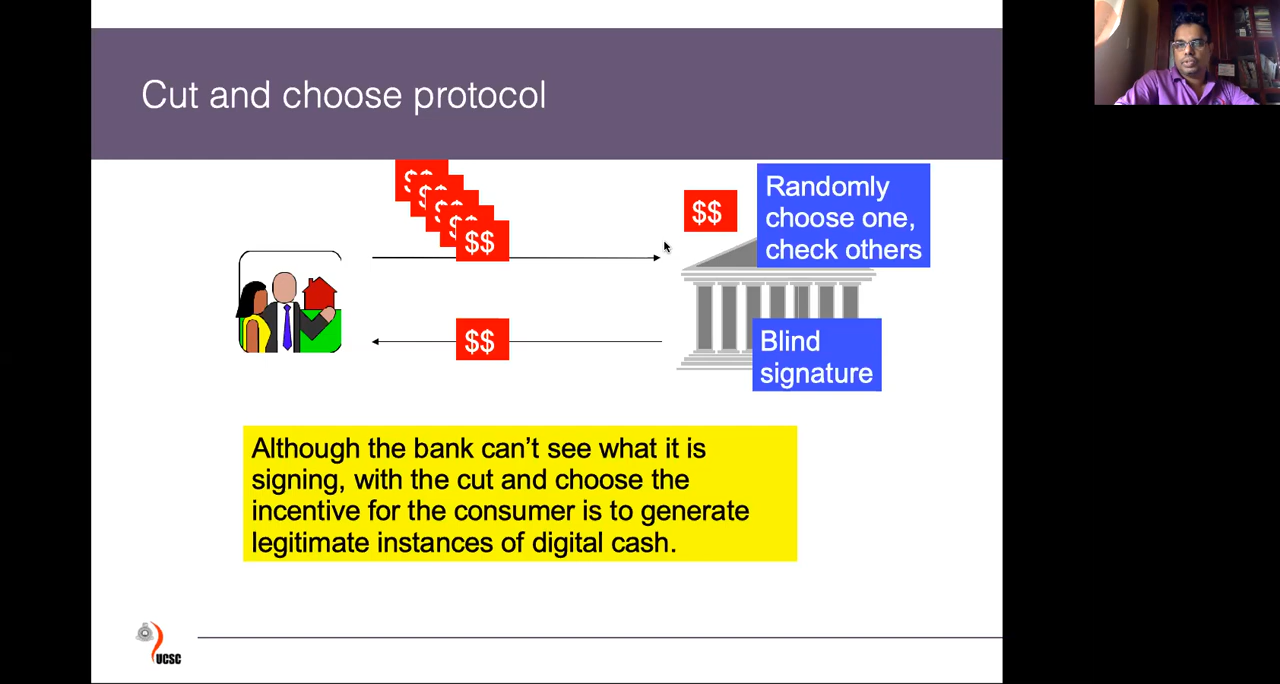 Cut and choose protocol
$$
$$
$$
$$
$$
$$
Randomly
choose one,
check others
$$
Blind
signature
Although the bank can't see what it is
signing, with the cut and choose the
incentive for the consumer is to generate
legitimate instances of digital cash.
UCSC